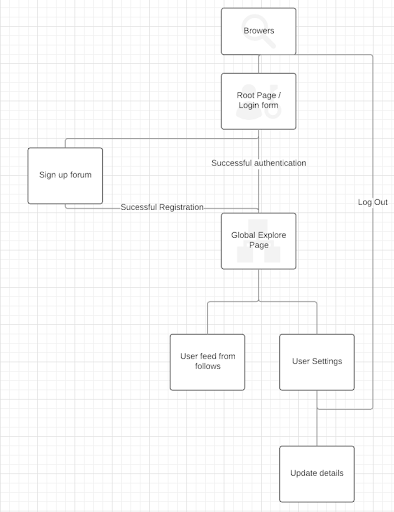 Browers
Root Page /
Login form
Successful authentication
Sign up forum
Log Out
Sucessful Registration
Global Explore
Page
User feed from
follows
User Settings
Update details